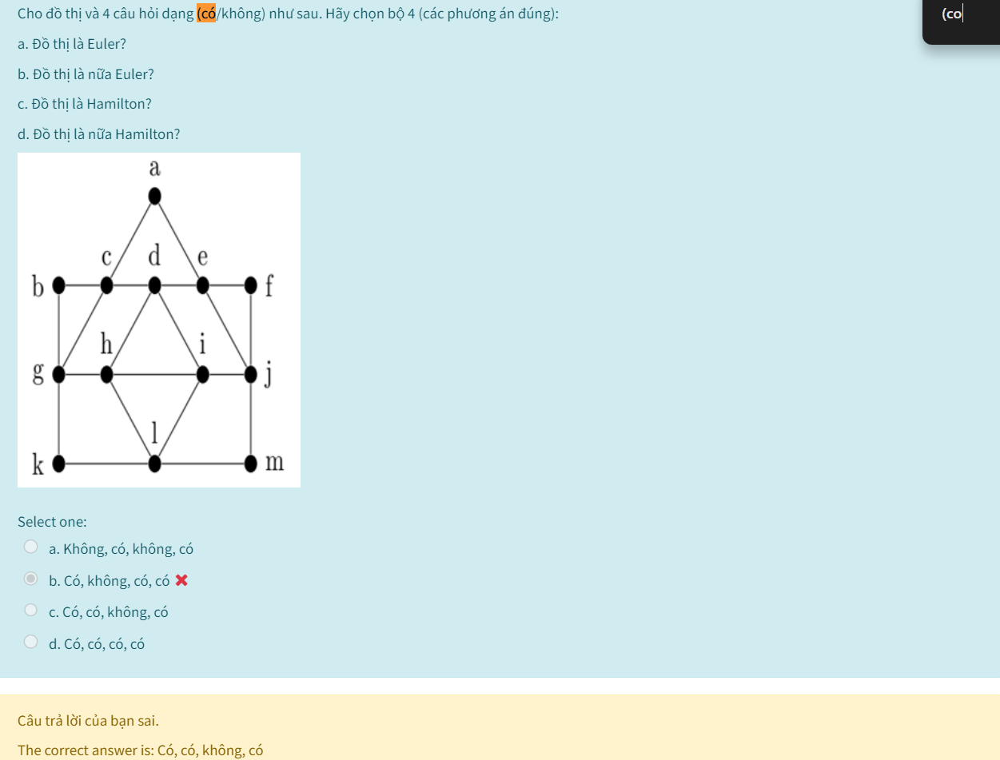 Cho đồ thị và 4 câu hỏi dạng (có/không) như sau. Hãy chọn bộ 4 (các phương án đúng):
(co
a. Đồ thị là Euler?
b. Đồ thị là nữa Euler?
c. Đồ thị là Hamilton?
d. Đồ thị là nữa Hamilton?
a
c d e
b f
h i
g j
l
k m
Select one:
a. Không, có, không, có
b. Có, không, có, có
c. Có, có, không, có
d. Có, có, có, có
Câu trả lời của bạn sai.
The correct answer is: Có, có, không, có